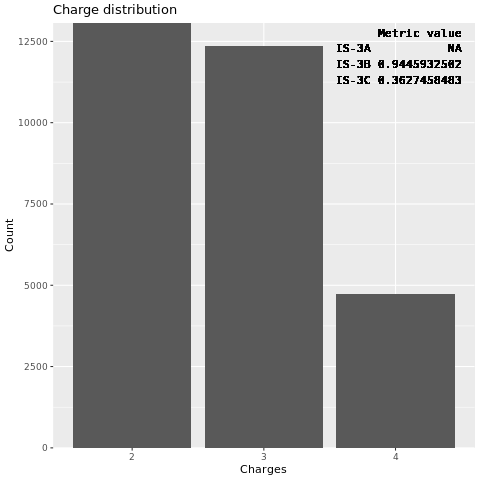 Charge distribution
Metric value
IS-3A NA
IS-3B 0.9445932502
IS-3C 0.3627458483
12500
10000
7500
5000
2500
0
Count
2 3 4
Charges